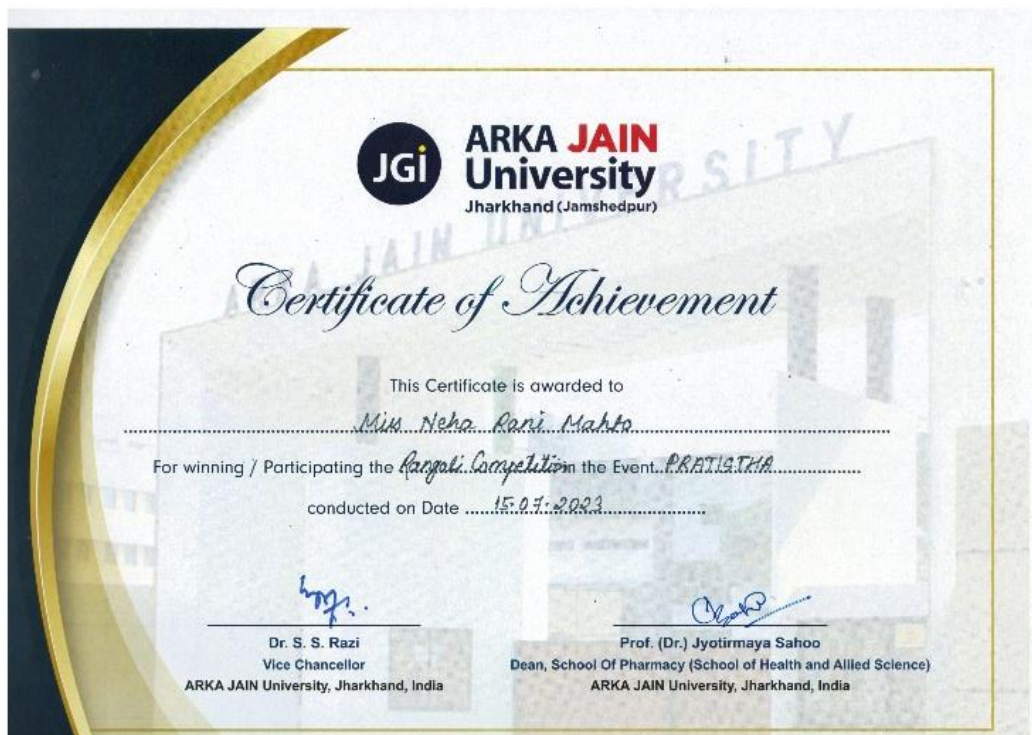 JGi
ARKA JAIN
University
Jharkhand (Jamshedpur)
ARKA JAIN UNIVERSITY
Certificate of Achievement
This Certificate is awarded to
Miss Neha Rani Mahto
For winning / Participating the Rangoli Competition in the Event PRATISTHA
conducted on Date 15.07.2023
Dr. S. S. Razi
Vice Chancellor
ARKA JAIN University, Jharkhand, India
Prof. (Dr.) Jyotirmaya Sahoo
Dean, School Of Pharmacy (School of Health and Allied Science)
ARKA JAIN University, Jharkhand, India